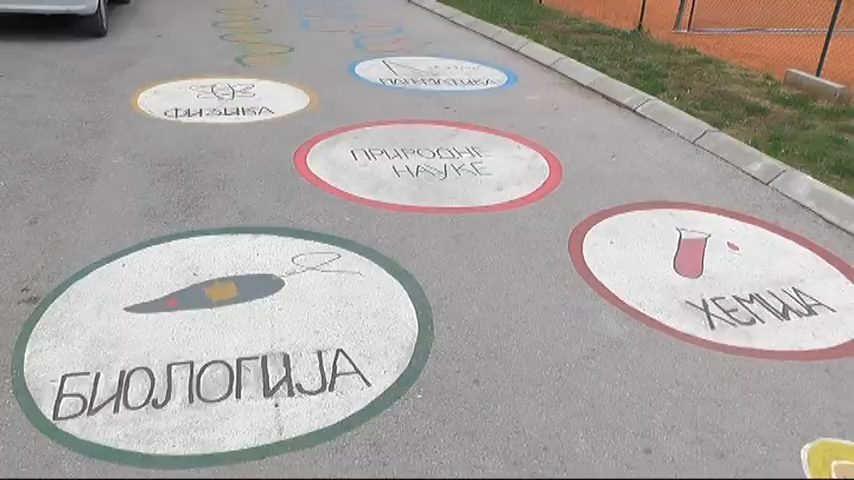 ФИЗИКА
МАТЕМАТИКА
ПРИРОДНЕ
НАУКЕ
ХЕМИЈА
БИОЛОГИЈА